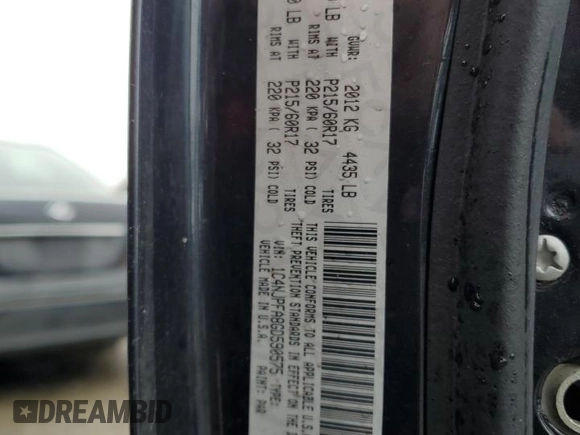 GVWR: 2012 KG 4435 LB
LB WITH P215/60R17 TIRES
RIMS AT 220 KPA ( 32 PSI) COLD
LB WITH P215/60R17 TIRES
RIMS AT 220 KPA ( 32 PSI) COLD
THIS VEHICLE CONFORMS TO ALL APPLICABLE U.S.A.
THEFT PREVENTION STANDARDS IN EFFECT ON THE
VIN: 1C4NJPFA8GD590575 TYPE:
VEHICLE MADE IN U.S.A. PAINT: PAR
DREAMBID